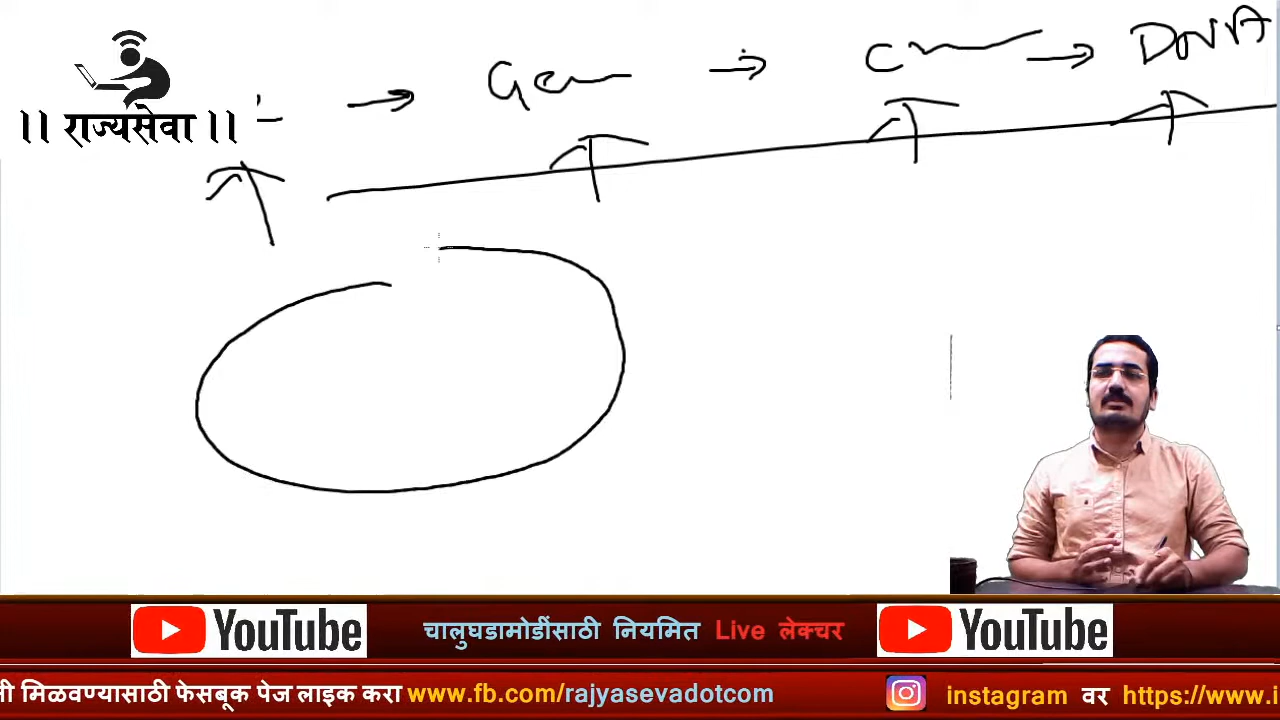 Gen → C → DNA
|| राज्यसेवा ||
YouTube चालुघडामोडींसाठी नियमित Live लेक्चर YouTube
नी मिळवण्यासाठी फेसबूक पेज लाइक करा www.fb.com/rajyasevadotcom instagram वर https://www.i